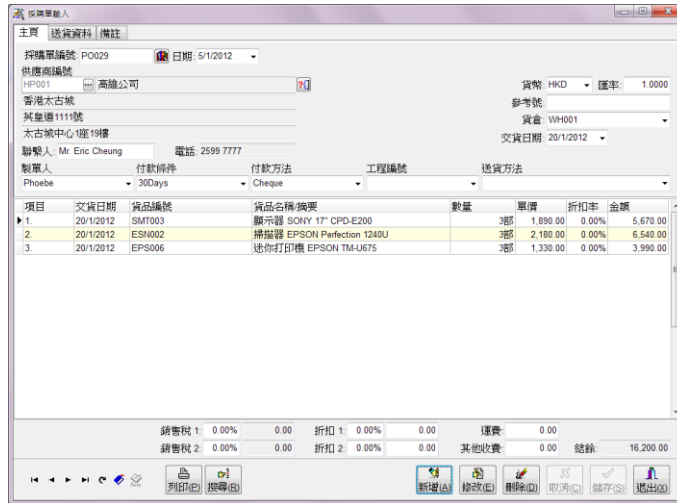 採購單輸入
主頁 送貨資料 備註
採購單編號: PO029 日期: 5/1/2012
供應商編號
HP001 ... 高維公司 貨幣: HKD 匯率: 1.0000
香港太古城 參考號:
英皇道1111號 貨倉: WH001
太古城中心1座19樓 交貨日期: 20/1/2012
聯繫人: Mr. Eric Cheung 電話: 2599 7777
製單人 付款條件 付款方法 工程編號 送貨方法
Phoebe 30Days Cheque
項目 交貨日期 貨品編號 貨品名稱/摘要 數量 單價 折扣率 金額
1. 20/1/2012 SMT003 顯示器 SONY 17" CPD-E200 3部 1,890.00 0.00% 5,670.00
2. 20/1/2012 ESN002 掃描器 EPSON Perfection 1240U 3部 2,180.00 0.00% 6,540.00
3. 20/1/2012 EPS006 迷你打印機 EPSON TM-U675 3部 1,330.00 0.00% 3,990.00
銷售稅 1: 0.00% 0.00 折扣 1: 0.00% 0.00 運費: 0.00
銷售稅 2: 0.00% 0.00 折扣 2: 0.00% 0.00 其他收費: 0.00 結餘: 16,200.00
列印(P) 搜尋(R) 新增(A) 修改(E) 刪除(D) 取消(C) 儲存(S) 退出(X)